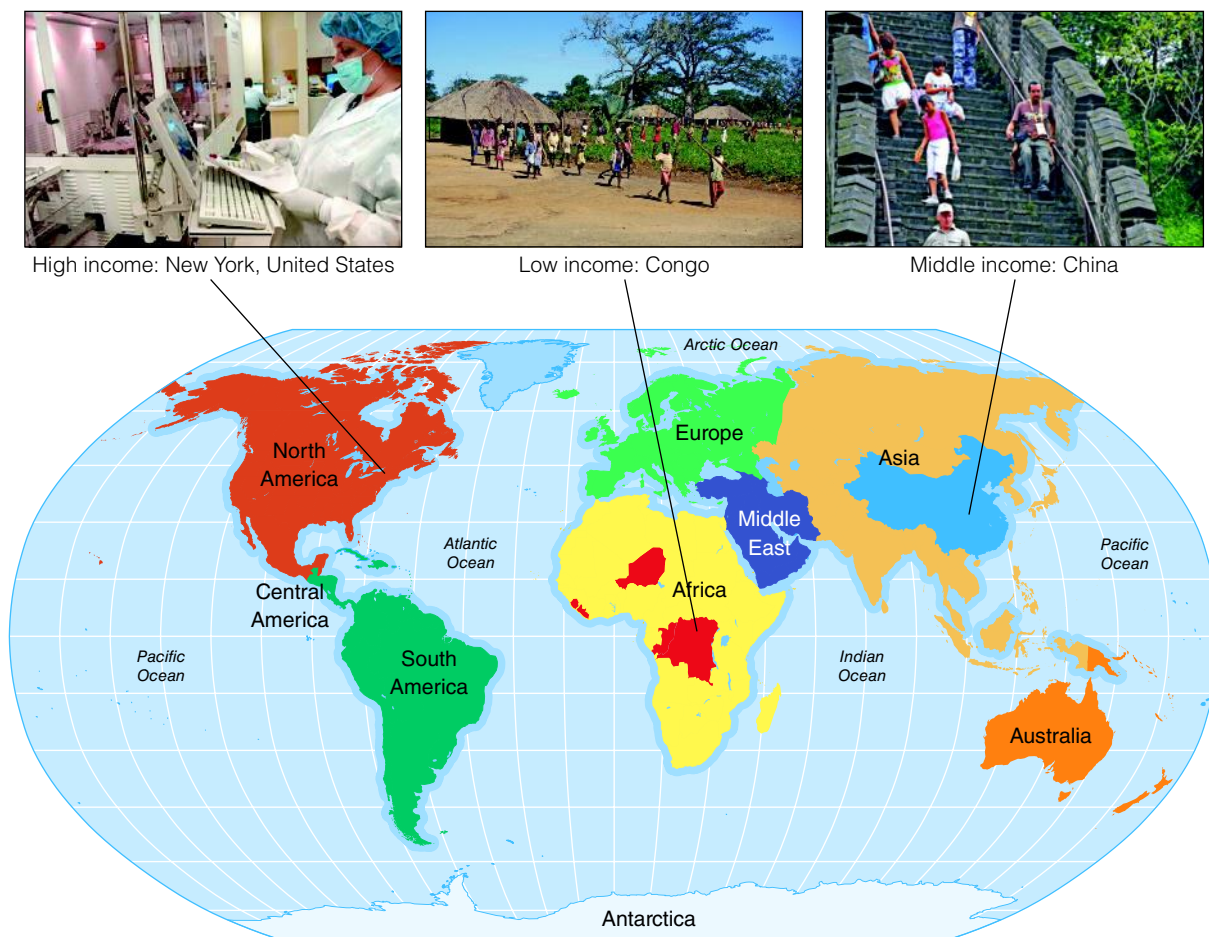 High income: New York, United States
Low income: Congo
Middle income: China
Arctic Ocean
North
America
Europe
Asia
Middle
East
Atlantic
Ocean
Pacific
Ocean
Africa
Central
America
South
America
Pacific
Ocean
Indian
Ocean
Australia
Antarctica